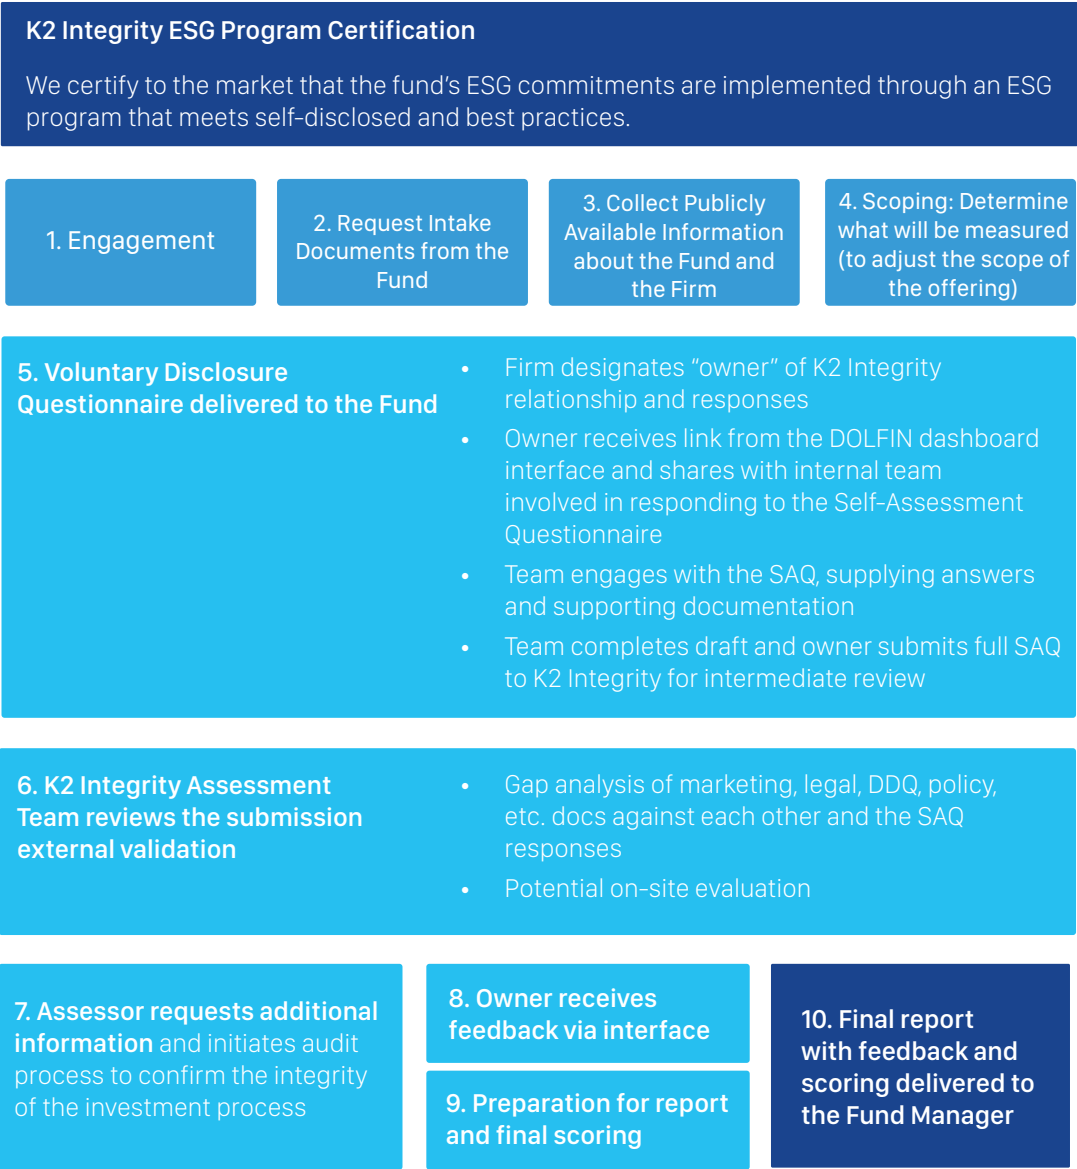 K2 Integrity ESG Program Certification
We certify to the market that the fund's ESG commitments are implemented through an ESG
program that meets self-disclosed and best practices.
1. Engagement
2. Request Intake
Documents from the
Fund
3. Collect Publicly
Available Information
about the Fund and
the Firm
4. Scoping: Determine
what will be measured
(to adjust the scope of
the offering)
5. Voluntary Disclosure
Questionnaire delivered to the Fund
• Firm designates “owner” of K2 Integrity
relationship and responses
• Owner receives link from the DOLFIN dashboard
interface and shares with internal team
involved in responding to the Self-Assessment
Questionnaire
• Team engages with the SAQ, supplying answers
and supporting documentation
• Team completes draft and owner submits full SAQ
to K2 Integrity for intermediate review
6. K2 Integrity Assessment
Team reviews the submission
external validation
• Gap analysis of marketing, legal, DDQ, policy,
etc. docs against each other and the SAQ
responses
• Potential on-site evaluation
7. Assessor requests additional
information and initiates audit
process to confirm the integrity
of the investment process
8. Owner receives
feedback via interface
9. Preparation for report
and final scoring
10. Final report
with feedback and
scoring delivered to
the Fund Manager